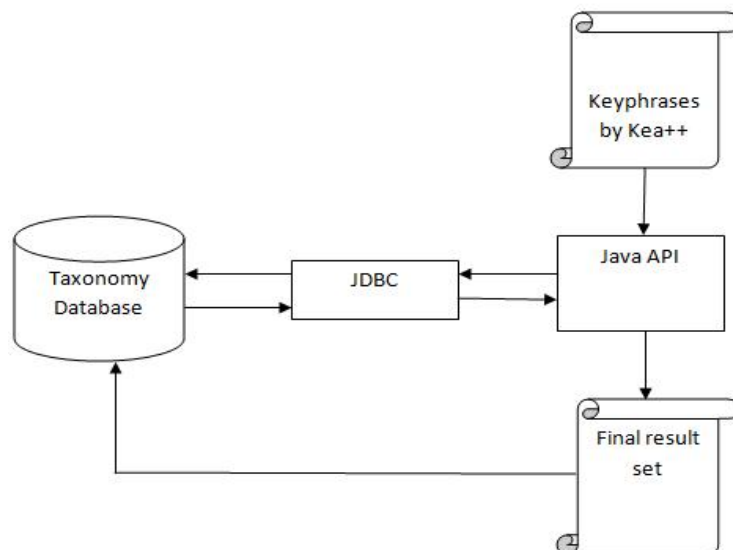 Keyphrases
by Kea++
Java API
JDBC
Taxonomy
Database
Final result
set